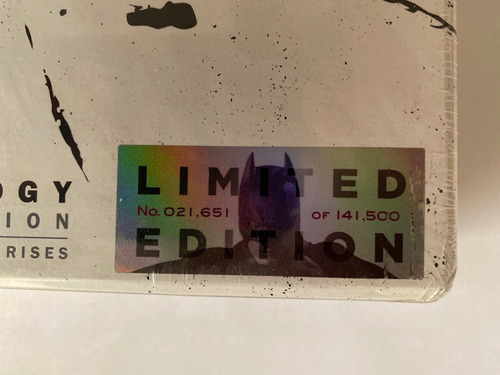 OGY
ION
RISES
LIMITED
No. 021,651 OF 141,500
EDITION